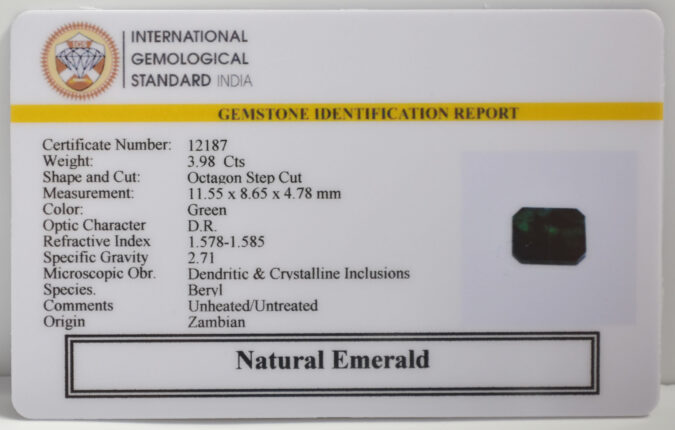 INTERNATIONAL
GEMOLOGICAL
STANDARD INDIA
GEMSTONE IDENTIFICATION REPORT
Certificate Number: 12187
Weight: 3.98 Cts
Shape and Cut: Octagon Step Cut
Measurement: 11.55 x 8.65 x 4.78 mm
Color: Green
Optic Character D.R.
Refractive Index 1.578-1.585
Specific Gravity 2.71
Microscopic Obr. Dendritic & Crystalline Inclusions
Species. Beryl
Comments Unheated/Untreated
Origin Zambian
Natural Emerald